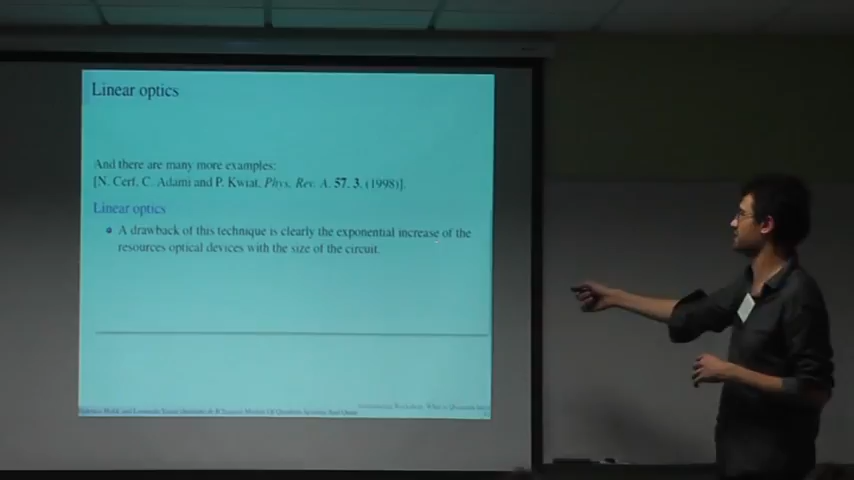 Linear optics
And there are many more examples:
[N. Cerf, C. Adami and P. Kwiat, Phys. Rev. A. 57, 3, (1998)].
Linear optics
A drawback of this technique is clearly the exponential increase of the
resources optical devices with the size of the circuit.